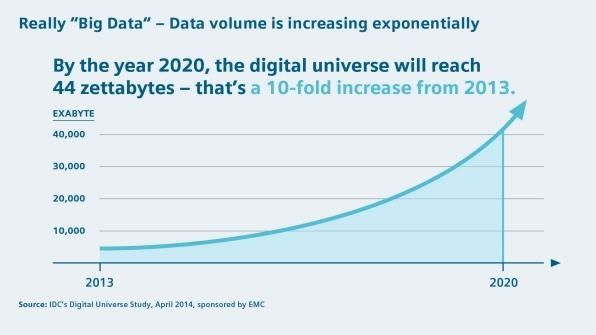 Really "Big Data" – Data volume is increasing exponentially
By the year 2020, the digital universe will reach
44 zettabytes – that's a 10-fold increase from 2013.
EXABYTE
40,000
30,000
20,000
10,000
2013 2020
Source: IDC's Digital Universe Study, April 2014, sponsored by EMC